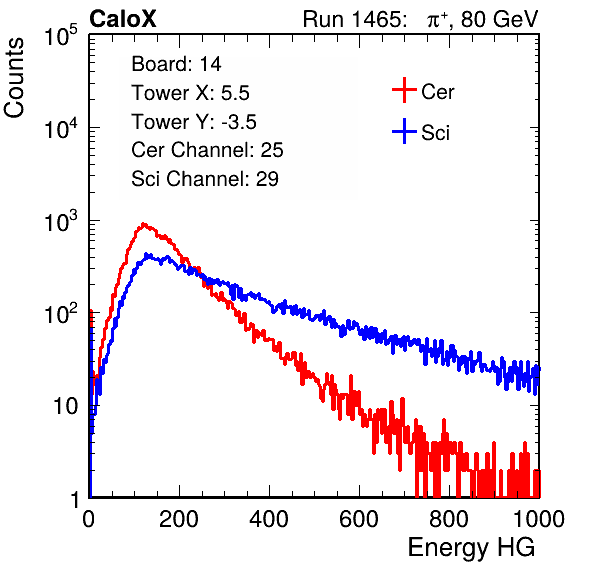 CaloX Run 1465: π⁺, 80 GeV
Counts
Board: 14
Tower X: 5.5
Tower Y: -3.5
Cer Channel: 25
Sci Channel: 29
Cer
Sci
10⁵
10⁴
10³
10²
10
1
0 200 400 600 800 1000
Energy HG